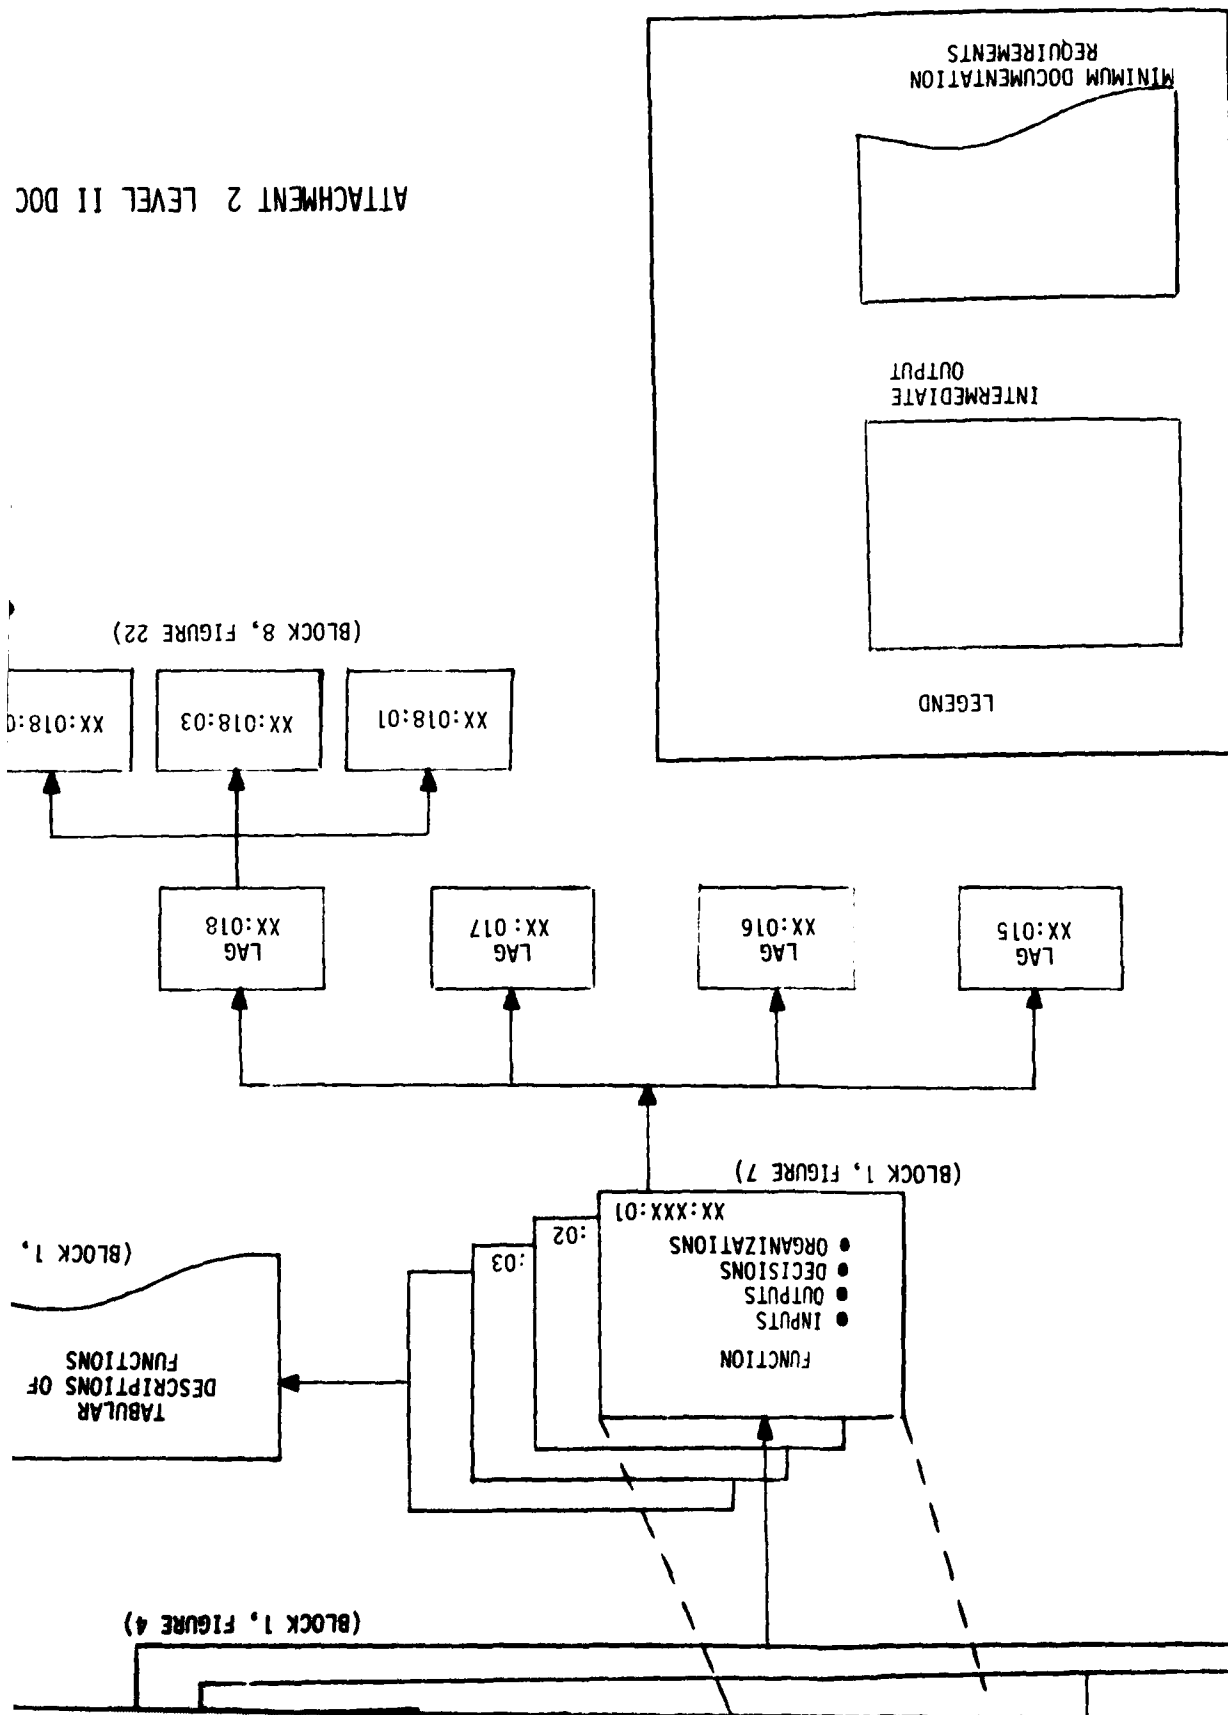 (BLOCK 1, FIGURE 4)
FUNCTION
● INPUTS
● OUTPUTS
● DECISIONS
● ORGANIZATIONS
XX:XXX:01
:02
:03
(BLOCK 1, FIGURE 7)
TABULAR
DESCRIPTIONS OF
FUNCTIONS
(BLOCK 1,
LAG
XX:015
LAG
XX:016
LAG
XX:017
LAG
XX:018
XX:018:01
XX:018:03
XX:018:0
(BLOCK 8, FIGURE 22)
LEGEND
INTERMEDIATE
OUTPUT
MINIMUM DOCUMENTATION
REQUIREMENTS
ATTACHMENT 2 LEVEL II DOC